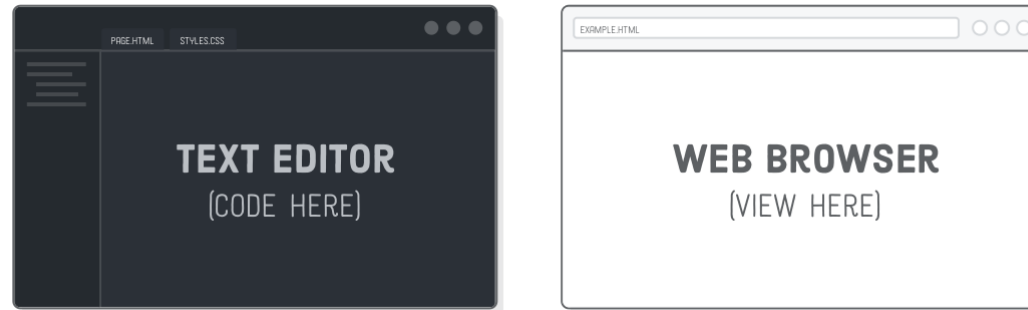 PAGE.HTML
STYLES.CSS
TEXT EDITOR
(CODE HERE)
EXAMPLE.HTML
WEB BROWSER
(VIEW HERE)